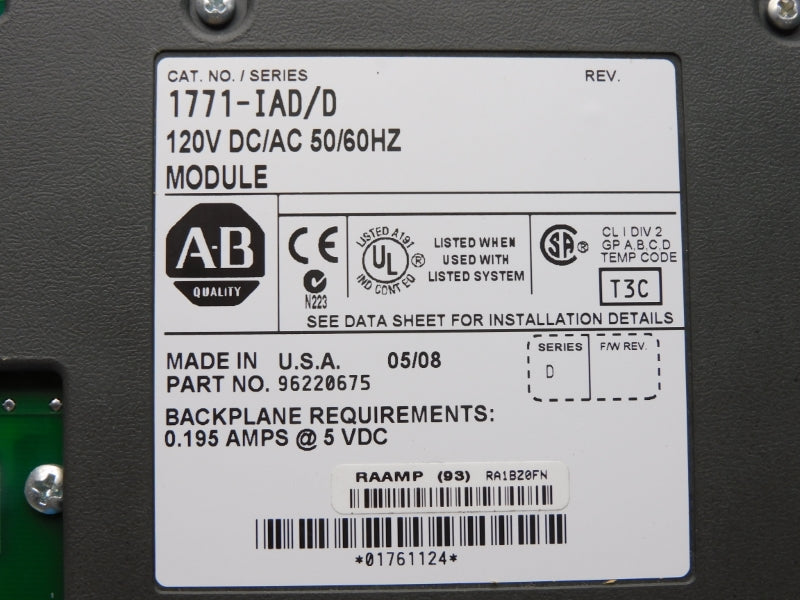 CAT. NO. / SERIES REV.
1771-IAD/D
120V DC/AC 50/60HZ
MODULE
A-B
QUALITY
CE
N223
LISTED A191
UL ®
IND CONT EQ
LISTED WHEN
USED WITH
LISTED SYSTEM
SA ®
CL I DIV 2
GP A,B,C,D
TEMP CODE
T3C
SEE DATA SHEET FOR INSTALLATION DETAILS
MADE IN U.S.A. 05/08
PART NO. 96220675
SERIES F/W REV.
D
BACKPLANE REQUIREMENTS:
0.195 AMPS @ 5 VDC
RAAMP (93) RA1BZ0FN
*01761124*